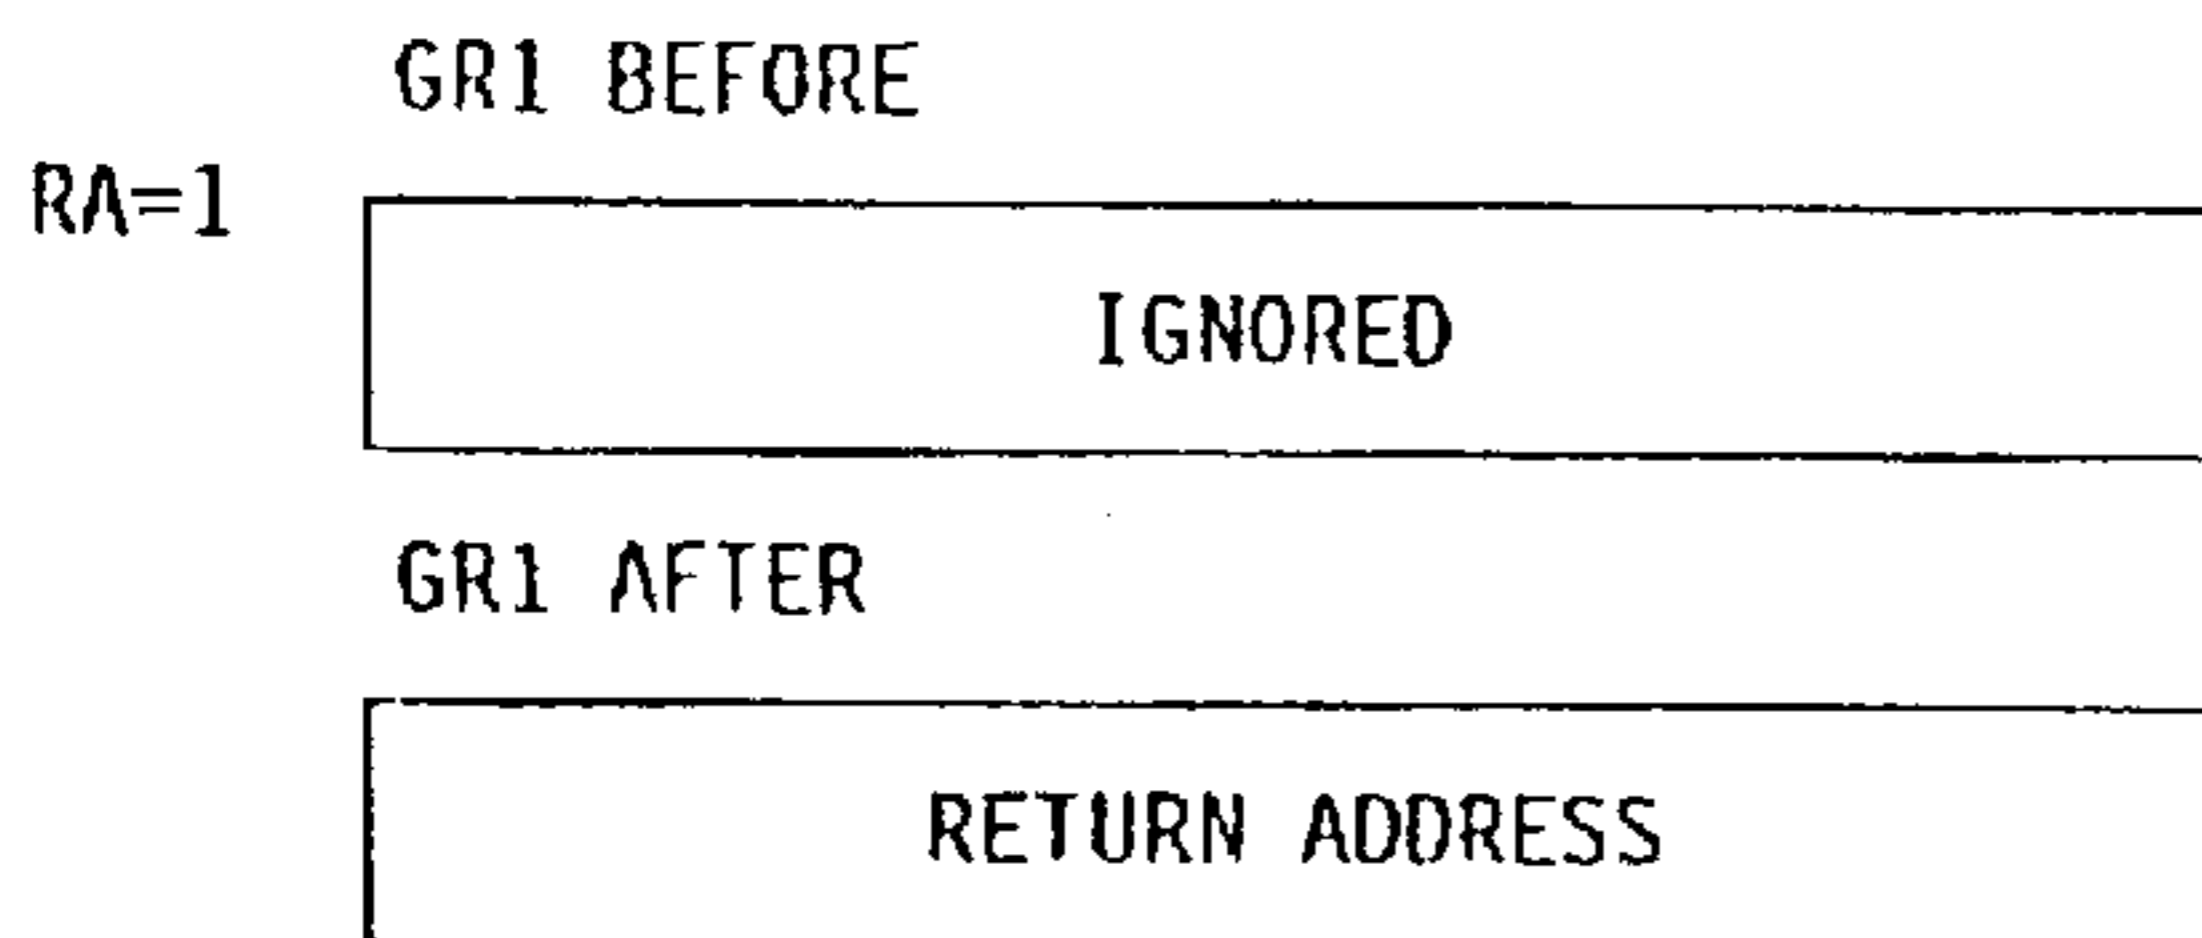 GR1 BEFORE
RA=1
IGNORED
GR1 AFTER
RETURN ADDRESS